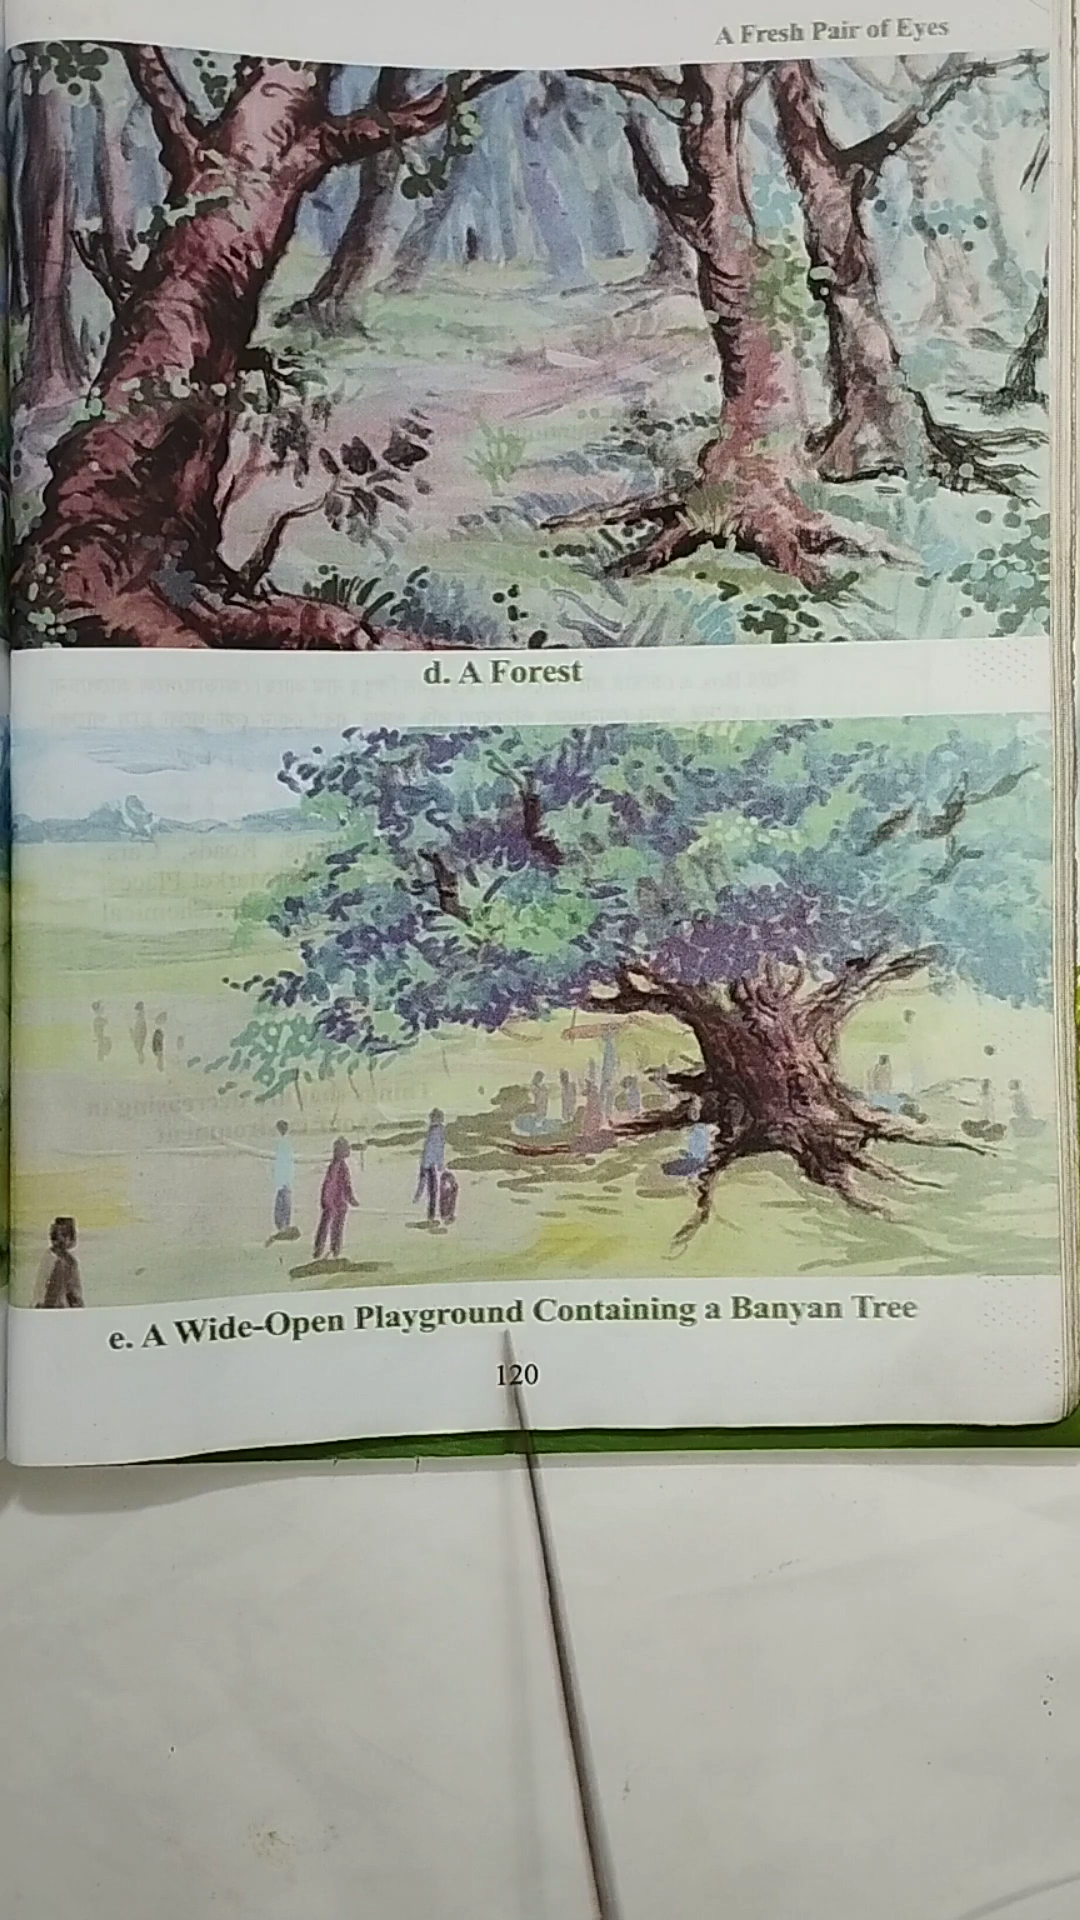 A Fresh Pair of Eyes
d. A Forest
e. A Wide-Open Playground Containing a Banyan Tree
120